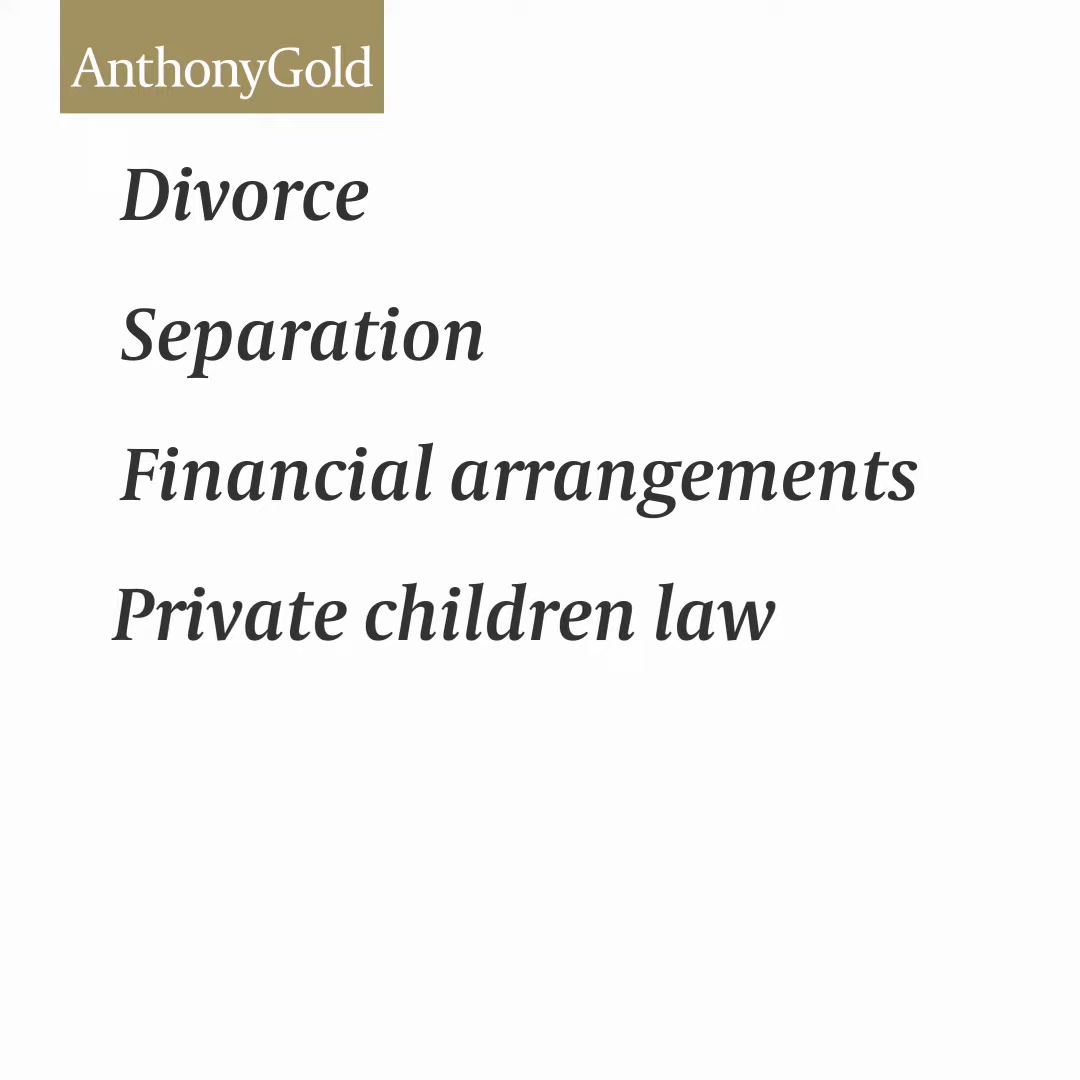 AnthonyGold
Divorce
Separation
Financial arrangements
Private children law